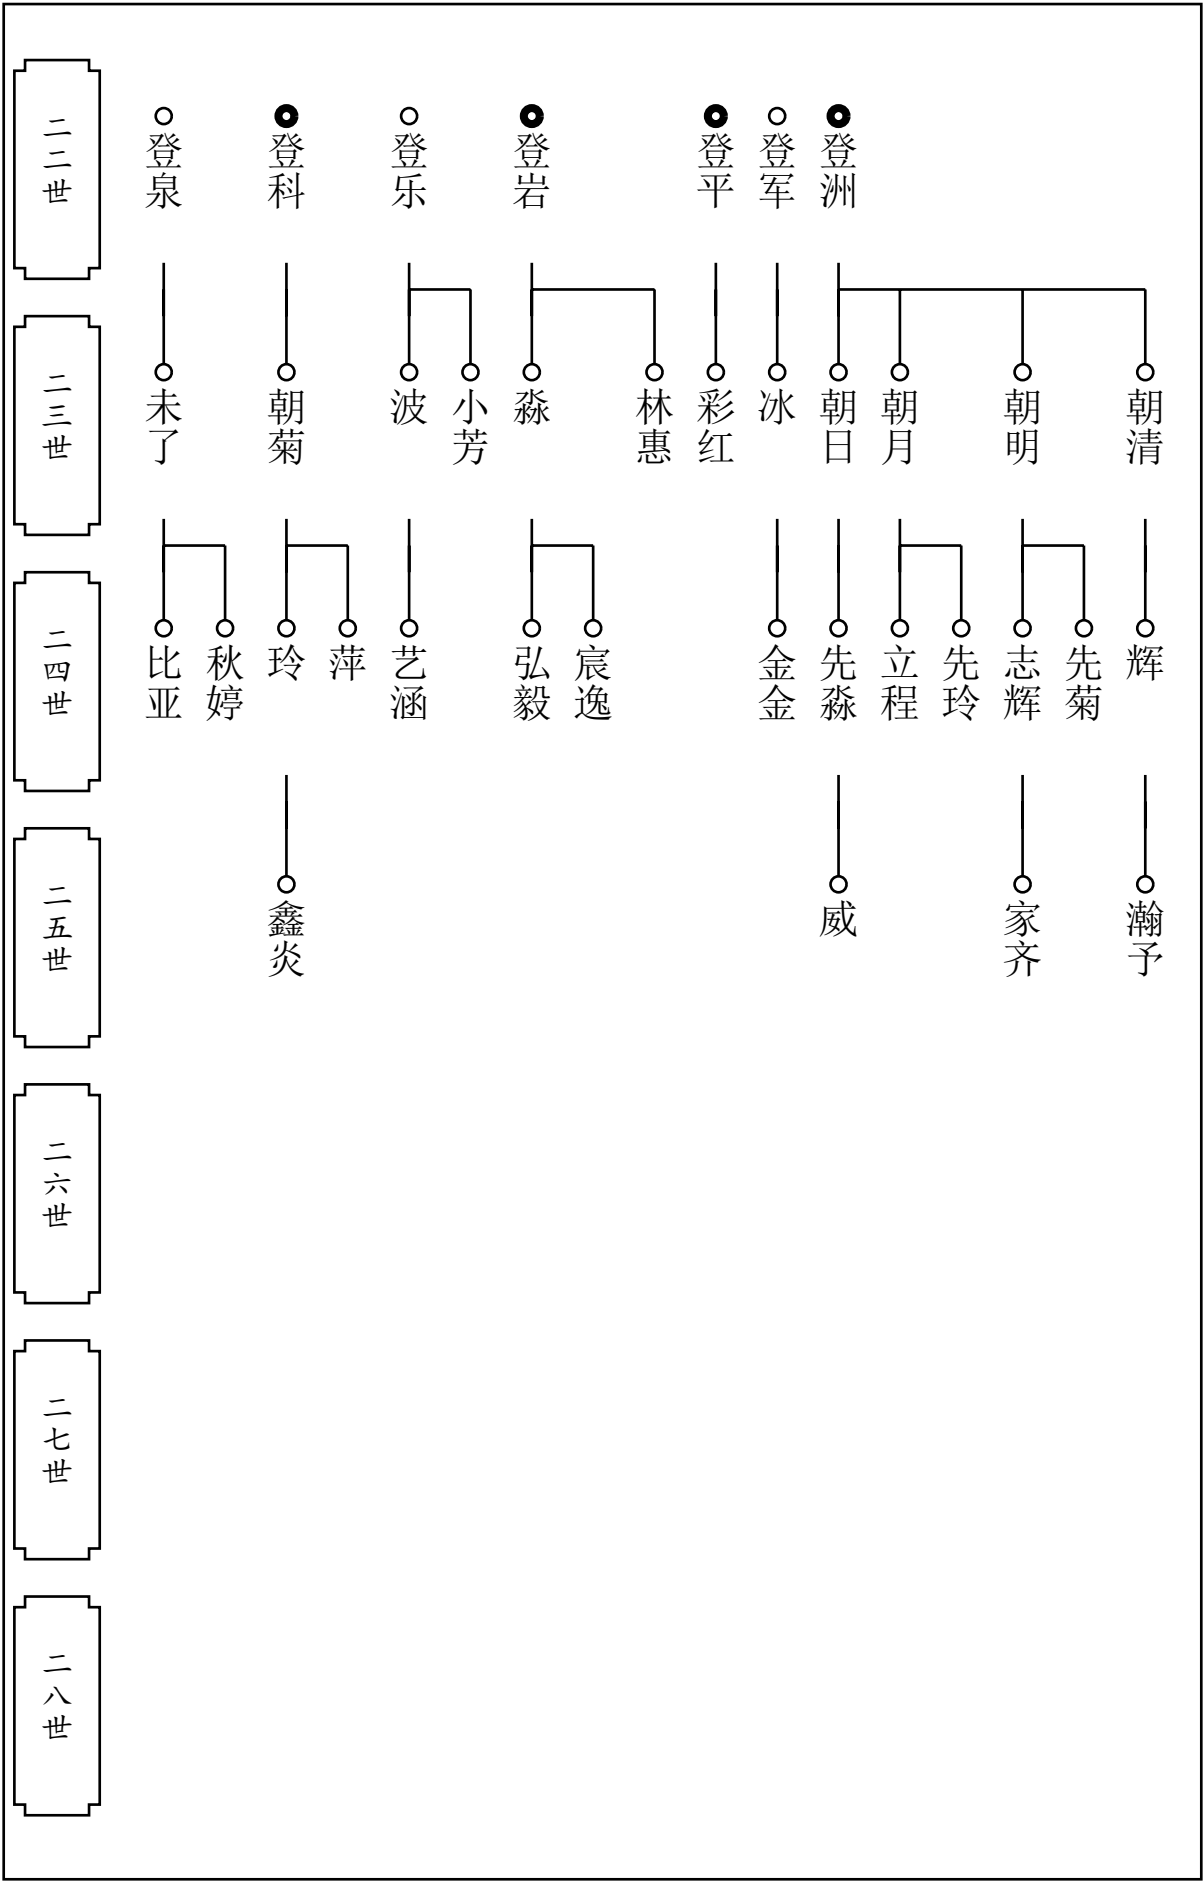 二二世
登泉
登科
登乐
登岩
登平
登军
登洲
二三世
未了
朝菊
波
小芳
淼
林惠
彩红
冰
朝日
朝月
朝明
朝清
二四世
比亚
秋婷
玲
萍
艺涵
弘毅
宸逸
金金
先淼
立程
先玲
志辉
先菊
辉
二五世
鑫炎
威
家齐
瀚予
二六世
二七世
二八世